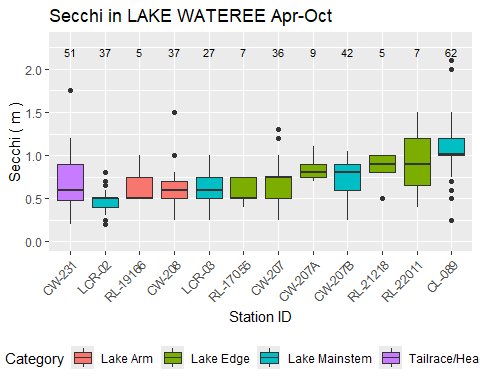 Secchi in LAKE WATEREE Apr-Oct
51 37 5 37 27 7 36 9 42 5 7 62
2.0
1.5
1.0
0.5
0.0
Secchi ( m )
CW-231 LCR-02 RL-19166 CW-208 LCR-03 RL-17055 CW-207 CW-207A CW-207B RL-21218 RL-22011 CL-089
Station ID
Category Lake Arm Lake Edge Lake Mainstem Tailrace/Hea